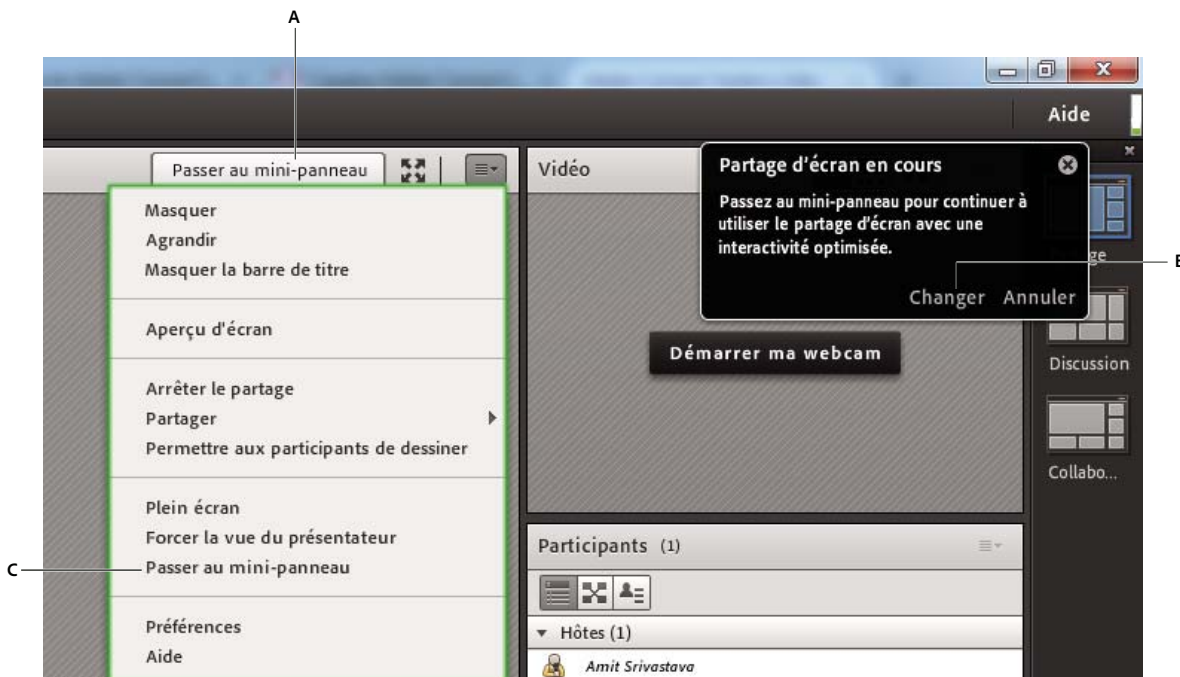 A
Aide
Passer au mini-panneau
Vidéo
Partage d'écran en cours
Passez au mini-panneau pour continuer à
utiliser le partage d'écran avec une
interactivité optimisée.
Changer Annuler
B
Masquer
Agrandir
Masquer la barre de titre
Aperçu d'écran
Arrêter le partage
Partager
Permettre aux participants de dessiner
Plein écran
Forcer la vue du présentateur
C
Passer au mini-panneau
Préférences
Aide
Démarrer ma webcam
Discussion
Collabo...
Participants (1)
Hôtes (1)
Amit Srivastava